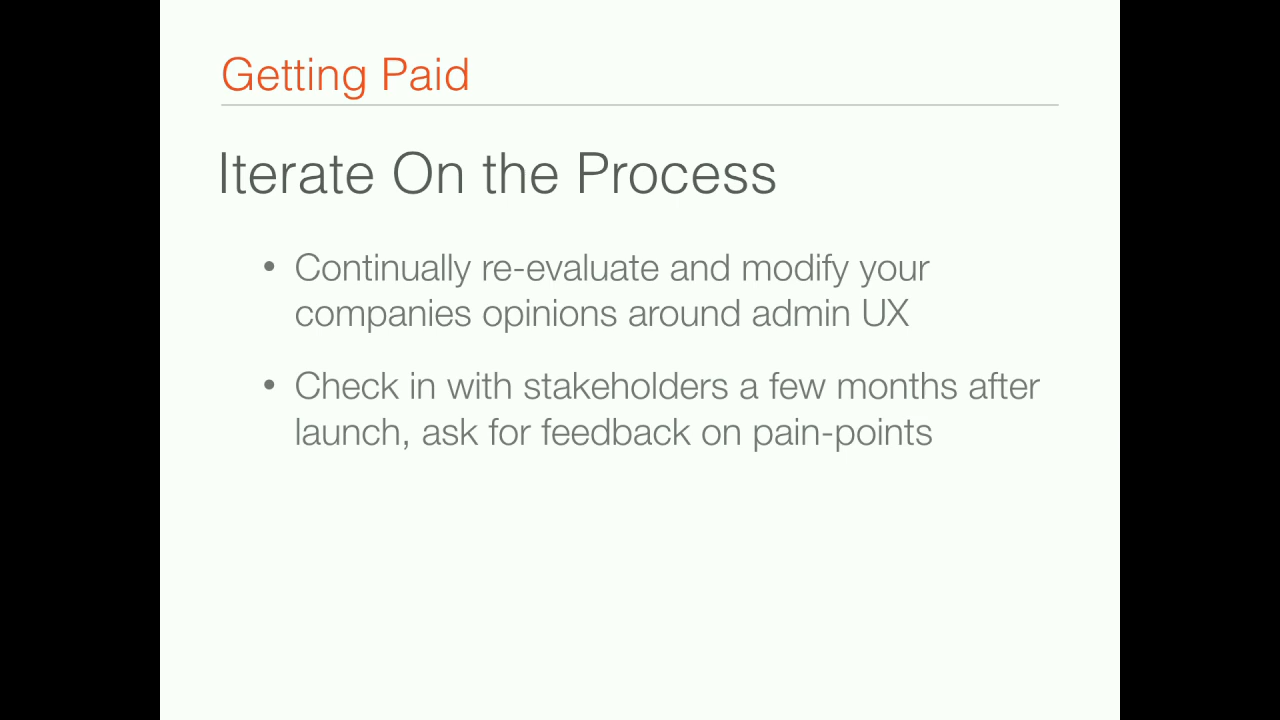 Getting Paid
Iterate On the Process
• Continually re-evaluate and modify your
companies opinions around admin UX
• Check in with stakeholders a few months after
launch, ask for feedback on pain-points